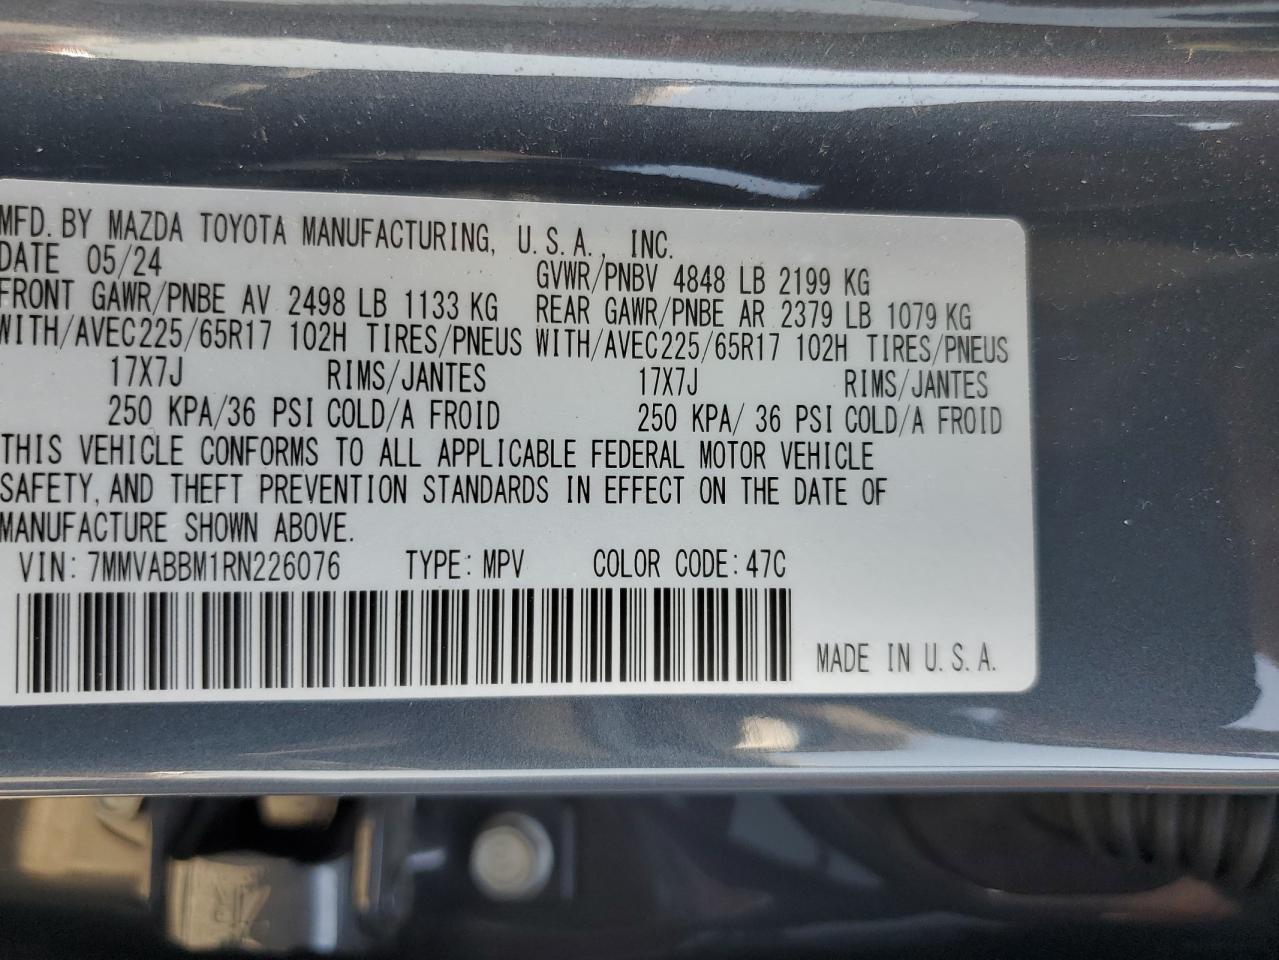 MFD. BY MAZDA TOYOTA MANUFACTURING, U.S.A., INC.
DATE 05/24
GVWR/PNBV 4848 LB 2199 KG
FRONT GAWR/PNBE AV 2498 LB 1133 KG REAR GAWR/PNBE AR 2379 LB 1079 KG
WITH/AVEC225/65R17 102H TIRES/PNEUS WITH/AVEC225/65R17 102H TIRES/PNEUS
17X7J RIMS/JANTES 17X7J RIMS/JANTES
250 KPA/36 PSI COLD/A FROID 250 KPA/ 36 PSI COLD/A FROID
THIS VEHICLE CONFORMS TO ALL APPLICABLE FEDERAL MOTOR VEHICLE
SAFETY, AND THEFT PREVENTION STANDARDS IN EFFECT ON THE DATE OF
MANUFACTURE SHOWN ABOVE.
VIN: 7MMVABBM1RN226076 TYPE: MPV COLOR CODE: 47C
MADE IN U.S.A.